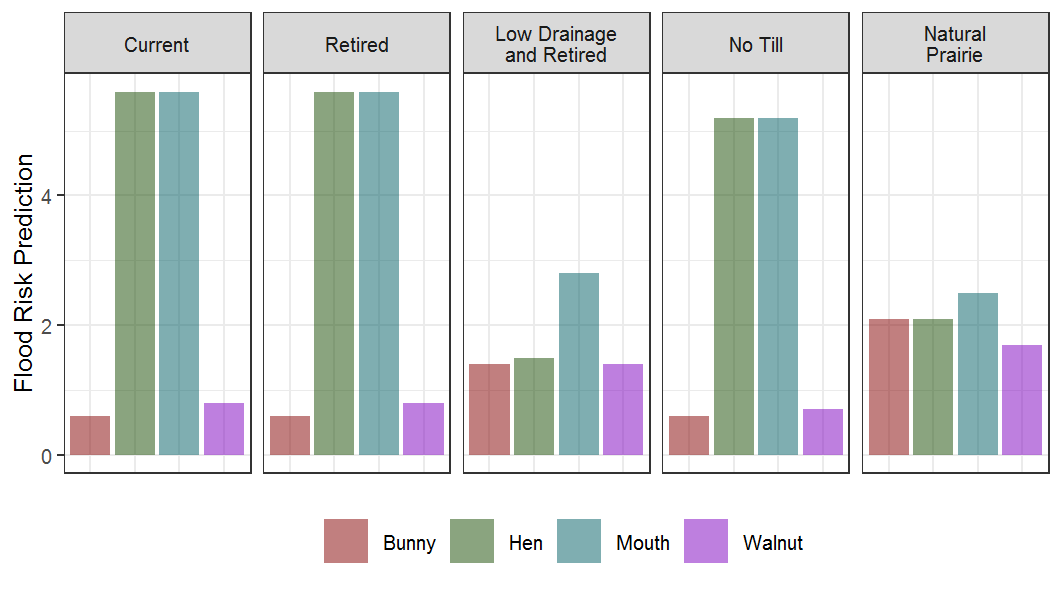 Current
Retired
Low Drainage
and Retired
No Till
Natural
Prairie
Flood Risk Prediction
4
2
0
Bunny
Hen
Mouth
Walnut